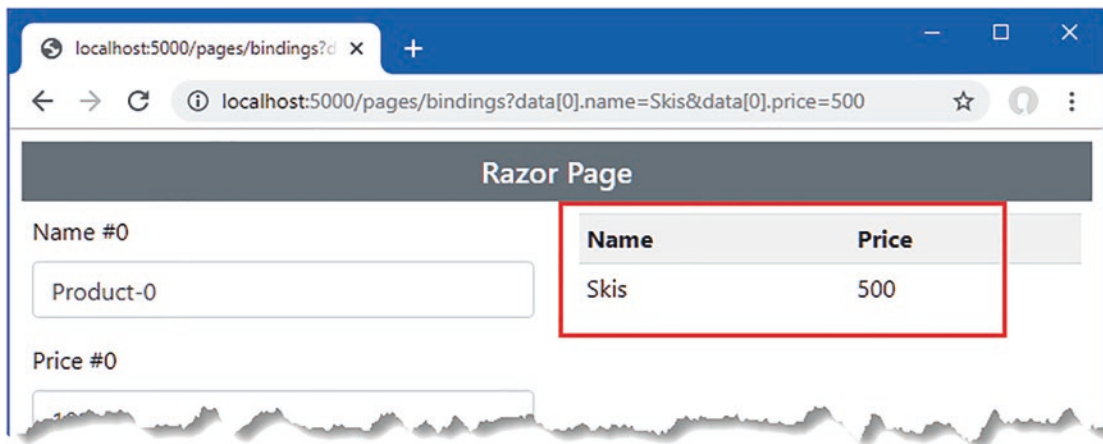 localhost:5000/pages/bindings?d
localhost:5000/pages/bindings?data[0].name=Skis&data[0].price=500
Razor Page
Name #0
Product-0
Price #0
Name Price
Skis 500